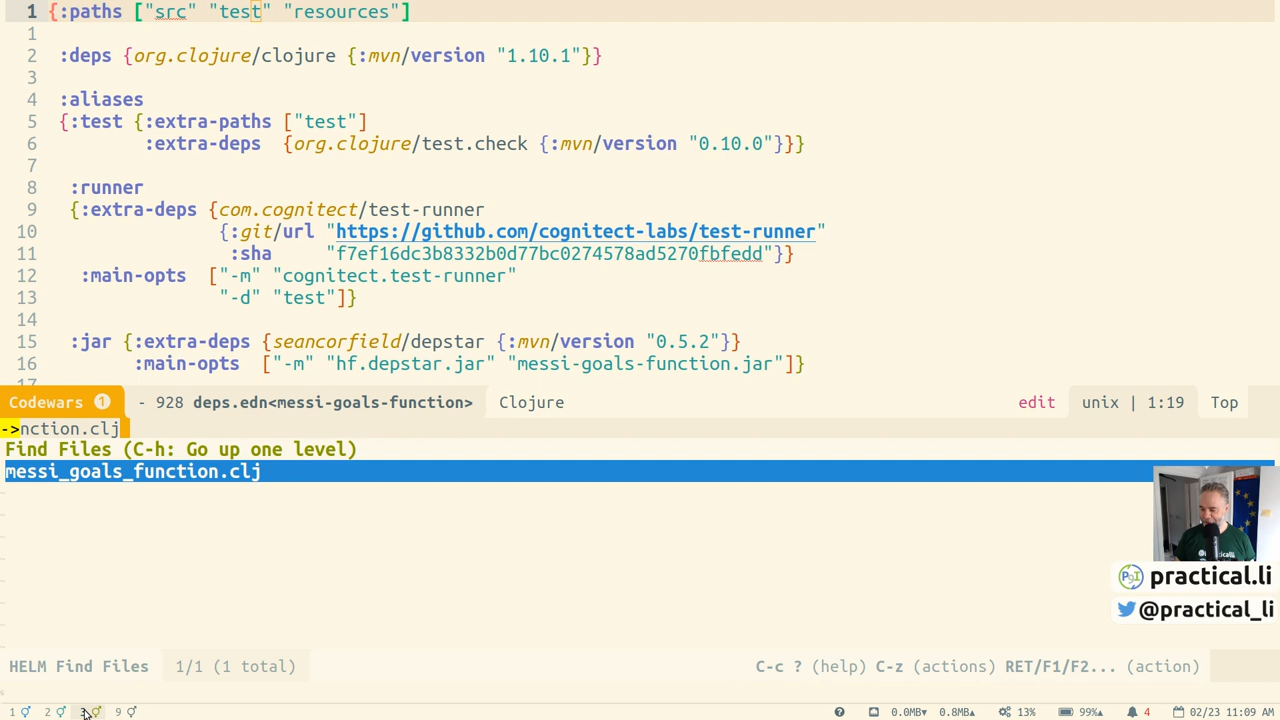 1 {:paths ["src" "test" "resources"]
1
2 :deps {org.clojure/clojure {:mvn/version "1.10.1"}}
3
4 :aliases
5 {:test {:extra-paths ["test"]
6 :extra-deps {org.clojure/test.check {:mvn/version "0.10.0"}}}
7
8 :runner
9 {:extra-deps {com.cognitect/test-runner
10 {:git/url "https://github.com/cognitect-labs/test-runner"
11 :sha "f7ef16dc3b8332b0d77bc0274578ad5270fbfedd"}}
12 :main-opts ["-m" "cognitect.test-runner"
13 "-d" "test"]}
14
15 :jar {:extra-deps {seancorfield/depstar {:mvn/version "0.5.2"}}
16 :main-opts ["-m" "hf.depstar.jar" "messi-goals-function.jar"]}
17
Codewars 1 - 928 deps.edn<messi-goals-function> Clojure edit unix | 1:19 Top
->nction.clj
Find Files (C-h: Go up one level)
messi_goals_function.clj
practical.li
@practical_li
HELM Find Files 1/1 (1 total) C-c ? (help) C-z (actions) RET/F1/F2... (action)
1 2 3 9 0.0MB▾ 0.8MB▴ 13% 99%▴ 4 02/23 11:09 AM